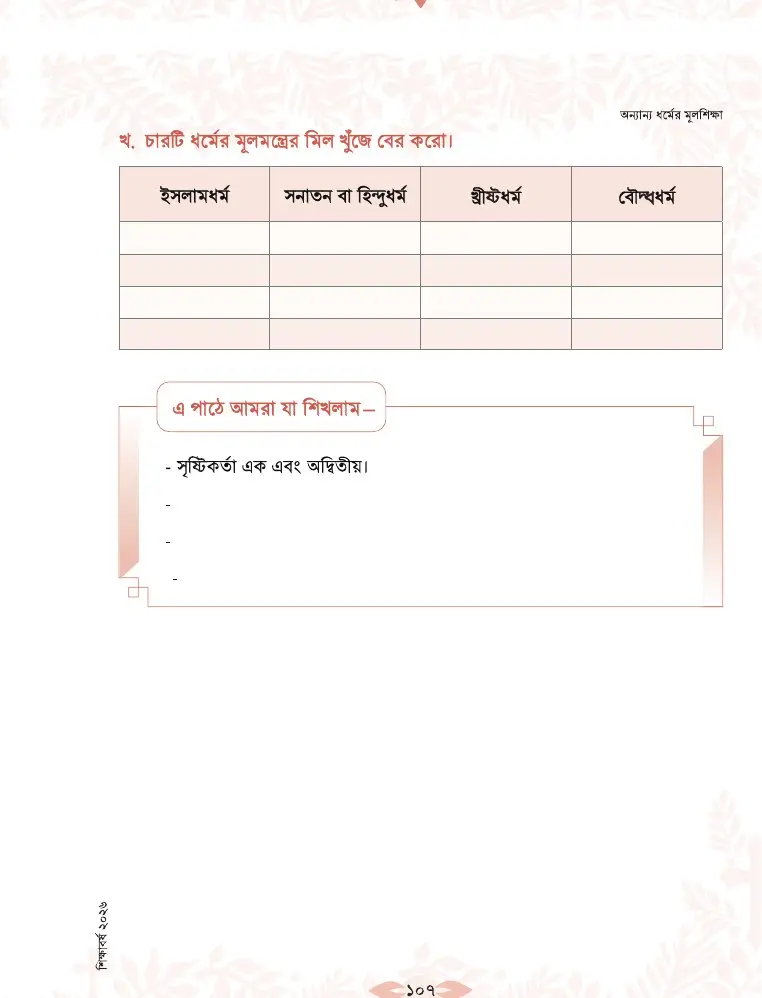 অন্যান্য ধর্মের মূলশিক্ষা
খ. চারটি ধর্মের মূলমন্ত্রের মিল খুঁজে বের করো।
ইসলামধর্ম সনাতন বা হিন্দুধর্ম খ্রীষ্টধর্ম বৌদ্ধধর্ম
এ পাঠে আমরা যা শিখলাম–
- সৃষ্টিকর্তা এক এবং অদ্বিতীয়।
-
-
-
শিক্ষাবর্ষ ২০২৬
১০৭